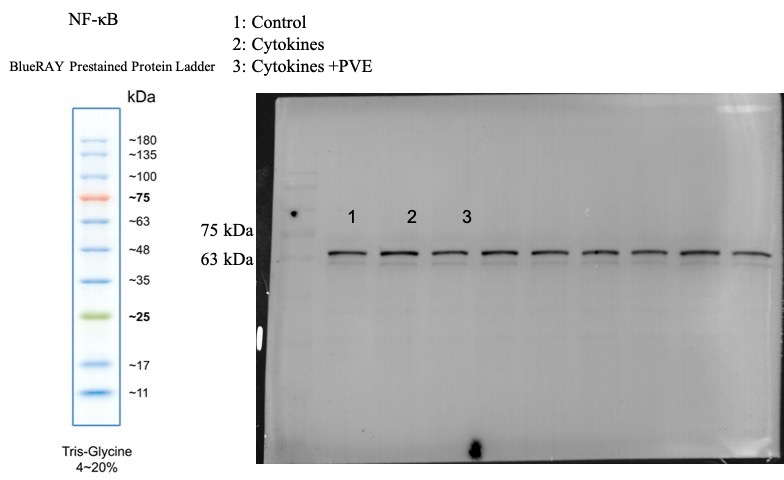 NF-κB
BlueRAY Prestained Protein Ladder
1: Control
2: Cytokines
3: Cytokines +PVE
kDa
~180
~135
~100
~75
~63
~48
~35
~25
~17
~11
Tris-Glycine
4~20%
75 kDa
63 kDa
1 2 3